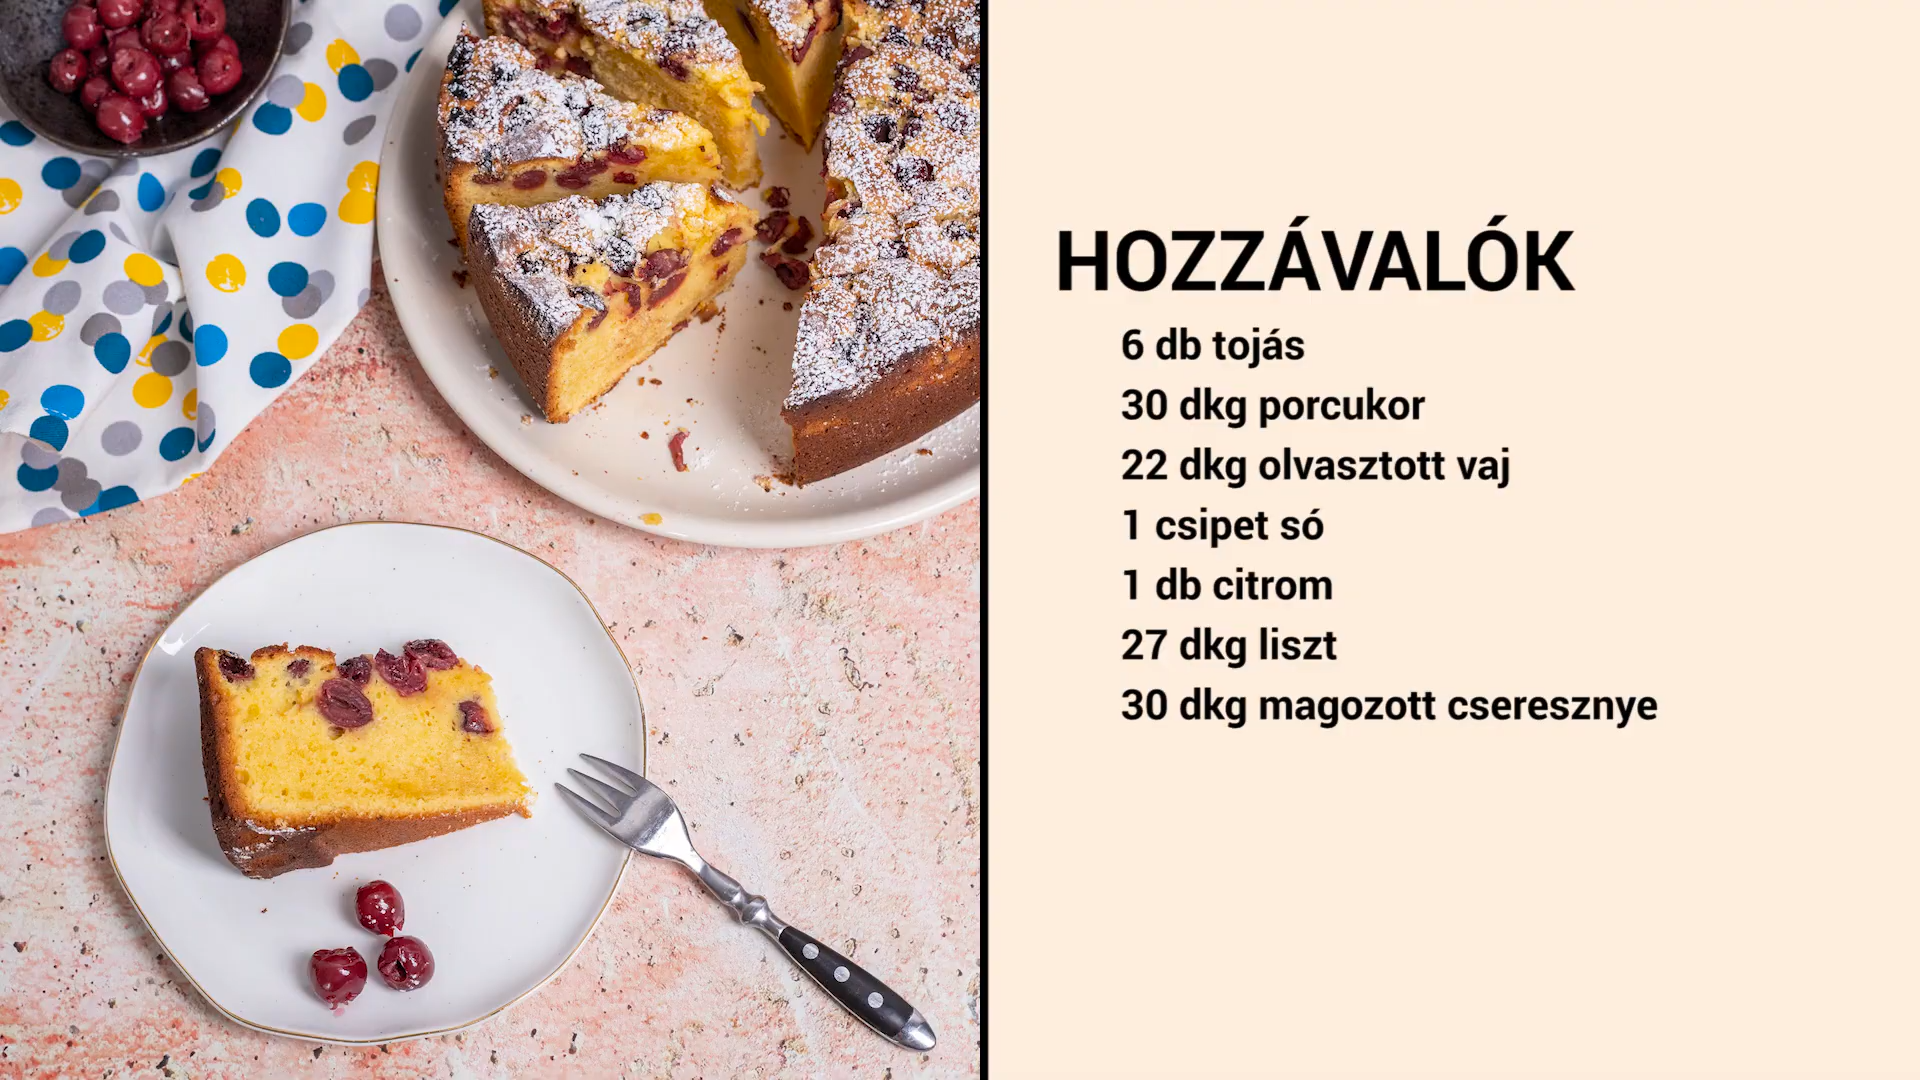 HOZZÁVALÓK
6 db tojás
30 dkg porcukor
22 dkg olvasztott vaj
1 csipet só
1 db citrom
27 dkg liszt
30 dkg magozott cseresznye